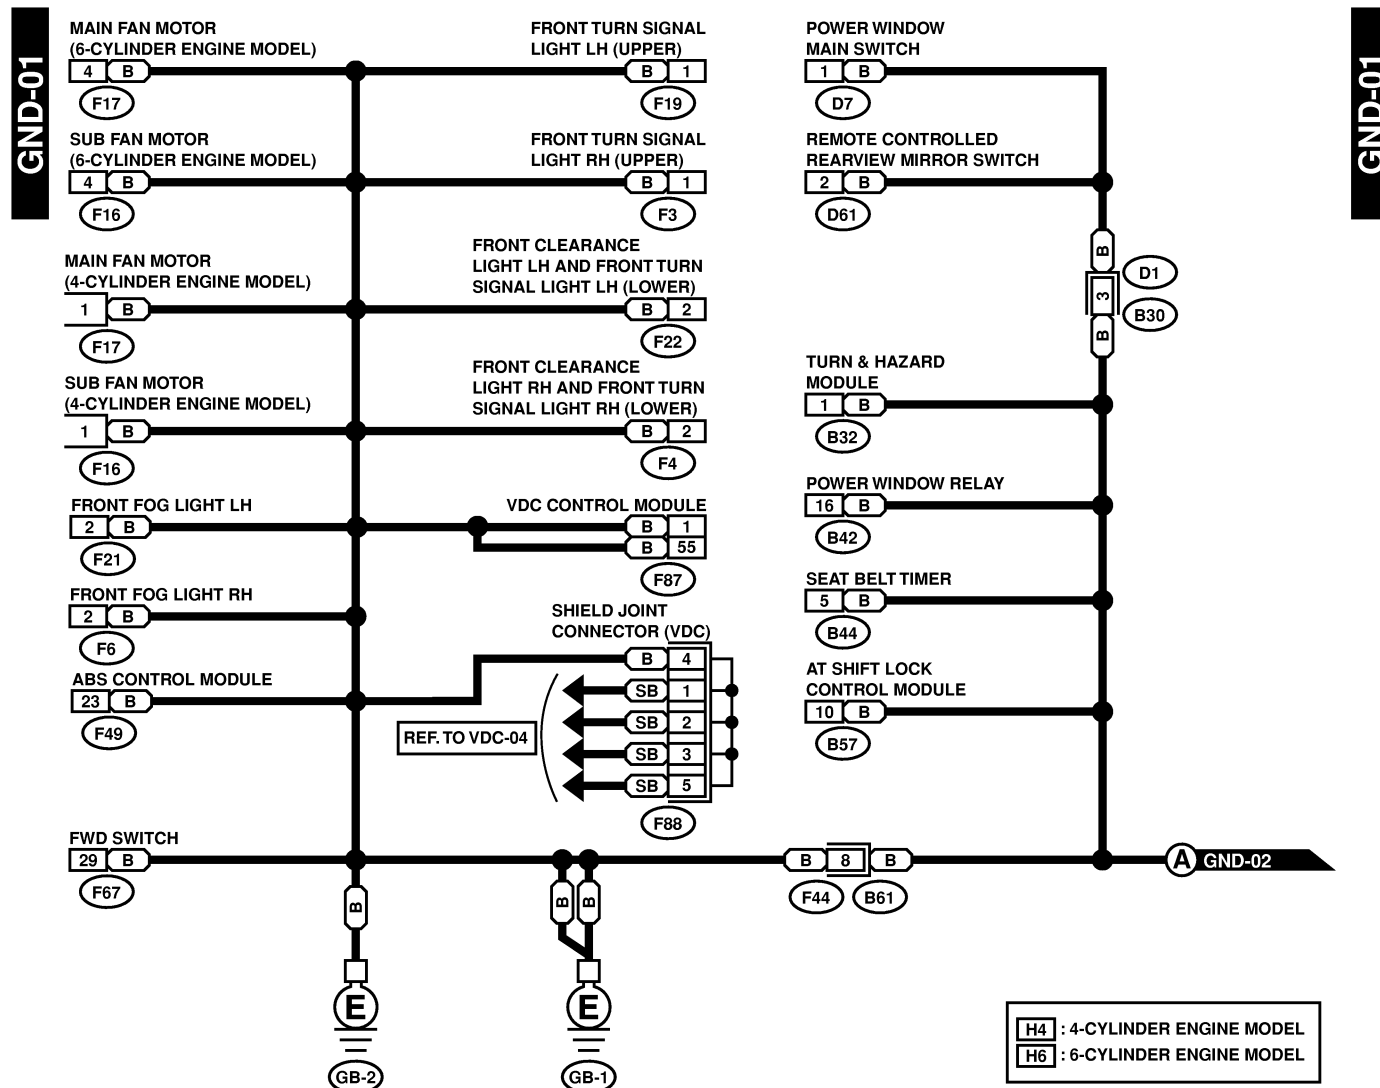 GND-01
MAIN FAN MOTOR
(6-CYLINDER ENGINE MODEL)
4 B
F17
SUB FAN MOTOR
(6-CYLINDER ENGINE MODEL)
4 B
F16
MAIN FAN MOTOR
(4-CYLINDER ENGINE MODEL)
1 B
F17
SUB FAN MOTOR
(4-CYLINDER ENGINE MODEL)
1 B
F16
FRONT FOG LIGHT LH
2 B
F21
FRONT FOG LIGHT RH
2 B
F6
ABS CONTROL MODULE
23 B
F49
FWD SWITCH
29 B
F67
B
E
GB-2
FRONT TURN SIGNAL
LIGHT LH (UPPER)
B 1
F19
FRONT TURN SIGNAL
LIGHT RH (UPPER)
B 1
F3
FRONT CLEARANCE
LIGHT LH AND FRONT TURN
SIGNAL LIGHT LH (LOWER)
B 2
F22
FRONT CLEARANCE
LIGHT RH AND FRONT TURN
SIGNAL LIGHT RH (LOWER)
B 2
F4
VDC CONTROL MODULE
B 1
B 55
F87
SHIELD JOINT
CONNECTOR (VDC)
B 4
SB 1
SB 2
SB 3
SB 5
REF. TO VDC-04
F88
B B
E
GB-1
POWER WINDOW
MAIN SWITCH
1 B
D7
REMOTE CONTROLLED
REARVIEW MIRROR SWITCH
2 B
D61
B
D1
3
B30
B
TURN & HAZARD
MODULE
1 B
B32
POWER WINDOW RELAY
16 B
B42
SEAT BELT TIMER
5 B
B44
AT SHIFT LOCK
CONTROL MODULE
10 B
B57
B 8 B
F44 B61
A GND-02
H4 : 4-CYLINDER ENGINE MODEL
H6 : 6-CYLINDER ENGINE MODEL
GND-01